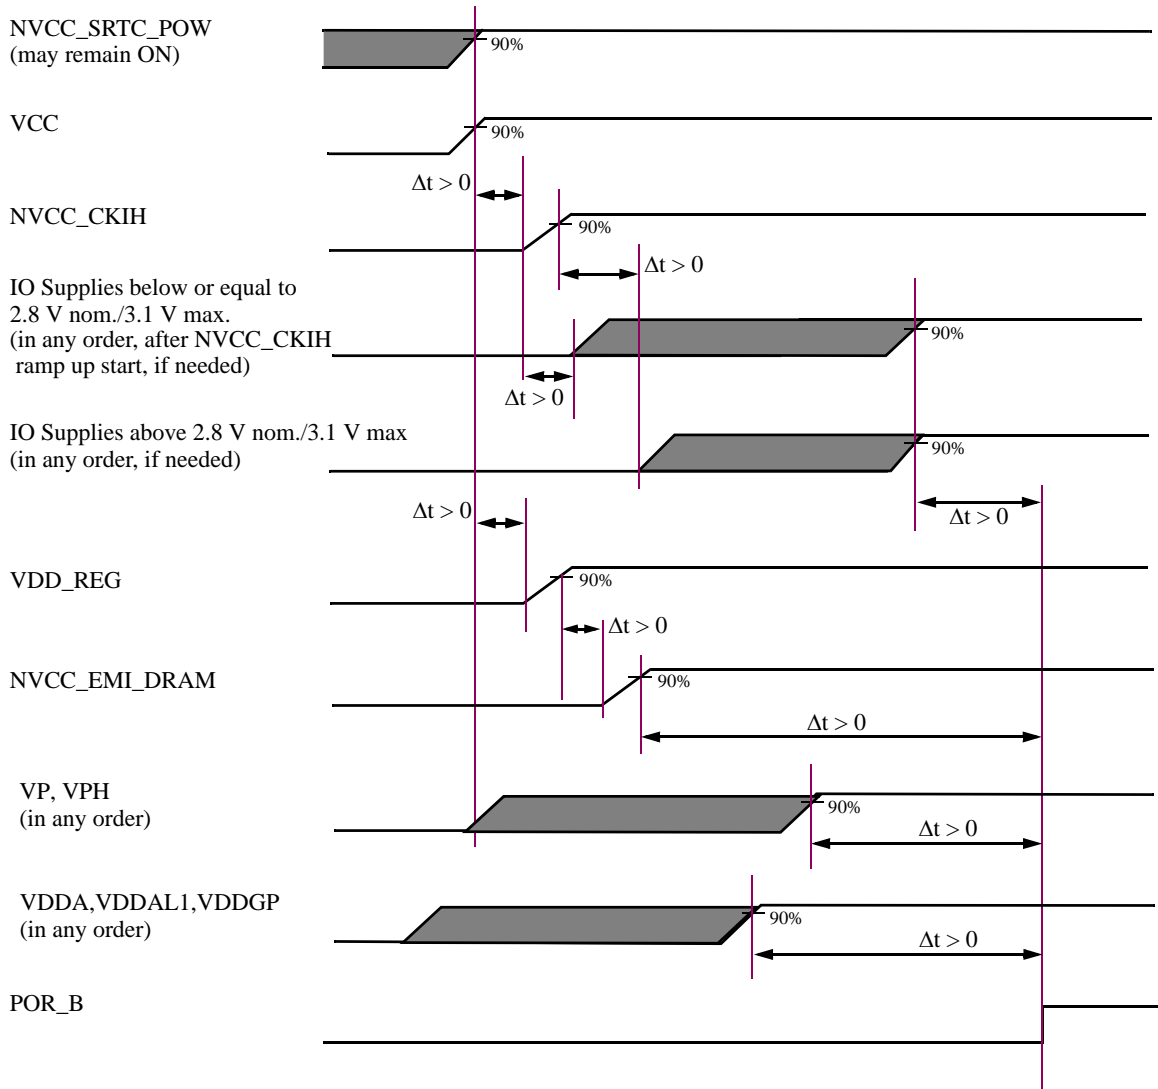 NVCC_SRTC_POW
(may remain ON)
90%
VCC
90%
Δt > 0
NVCC_CKIH
90%
Δt > 0
IO Supplies below or equal to
2.8 V nom./3.1 V max.
(in any order, after NVCC_CKIH
ramp up start, if needed)
90%
Δt > 0
IO Supplies above 2.8 V nom./3.1 V max
(in any order, if needed)
90%
Δt > 0
Δt > 0
VDD_REG
90%
Δt > 0
NVCC_EMI_DRAM
90%
Δt > 0
VP, VPH
(in any order)
90%
Δt > 0
VDDA,VDDAL1,VDDGP
(in any order)
90%
Δt > 0
POR_B